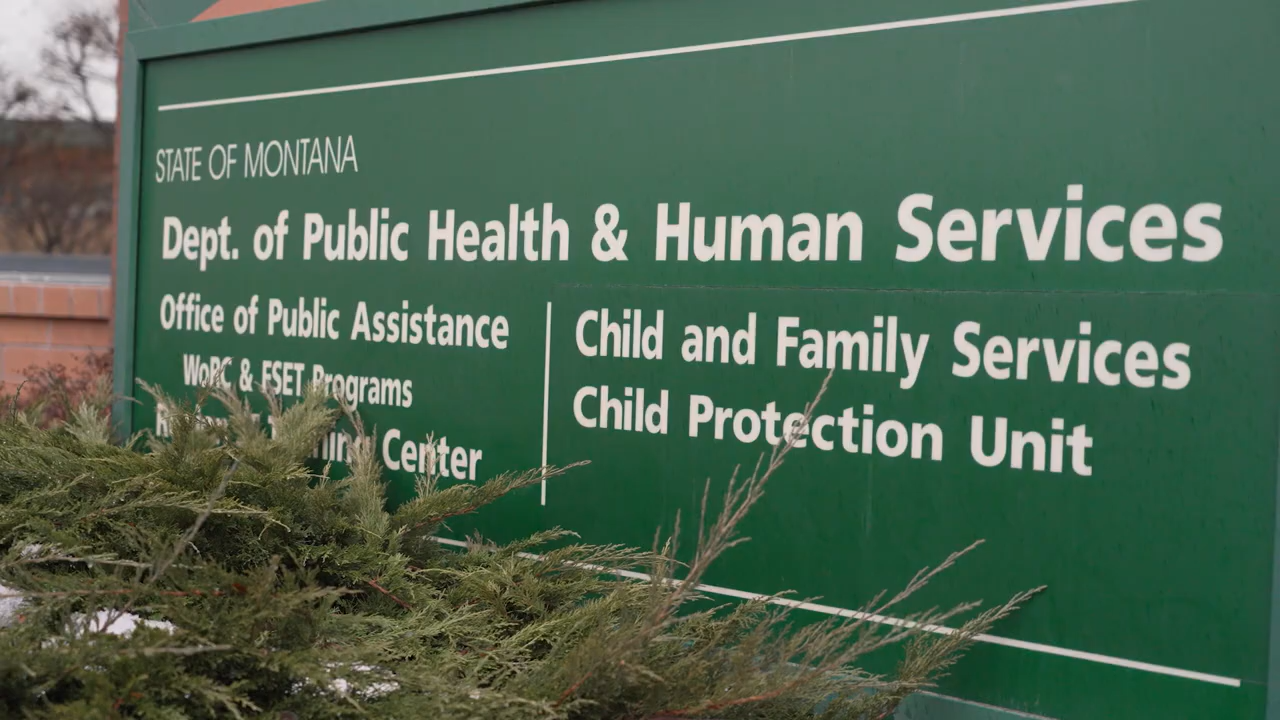 STATE OF MONTANA
Dept. of Public Health & Human Services
Office of Public Assistance
WoRC & FSET Programs
Center
Child and Family Services
Child Protection Unit